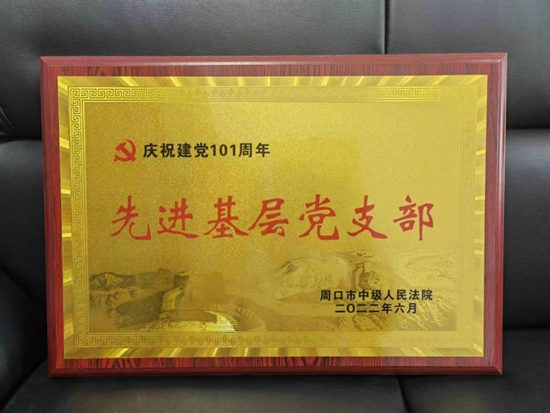 庆祝建党101周年
先进基层党支部
周口市中级人民法院
二〇二二年六月